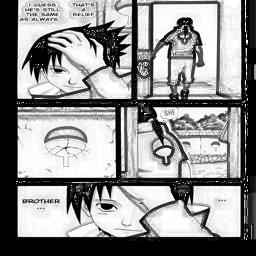 I GUESS
HE'S STILL
THE SAME
AS ALWAYS...
THAT'S
A
RELIEF
BROTHER
...
...